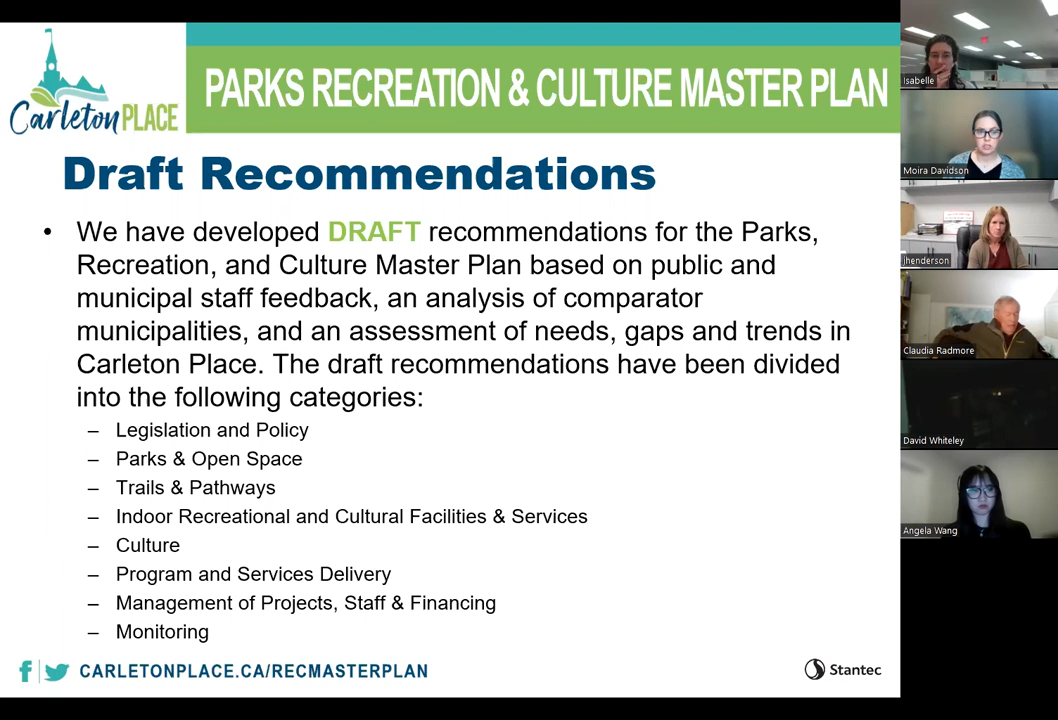 Carleton PLACE
PARKS RECREATION & CULTURE MASTER PLAN
Draft Recommendations
• We have developed DRAFT recommendations for the Parks,
Recreation, and Culture Master Plan based on public and
municipal staff feedback, an analysis of comparator
municipalities, and an assessment of needs, gaps and trends in
Carleton Place. The draft recommendations have been divided
into the following categories:
– Legislation and Policy
– Parks & Open Space
– Trails & Pathways
– Indoor Recreational and Cultural Facilities & Services
– Culture
– Program and Services Delivery
– Management of Projects, Staff & Financing
– Monitoring
CARLETONPLACE.CA/RECMASTERPLAN
Stantec
Isabelle
Moira Davidson
jhenderson
Claudia Radmore
David Whiteley
Angela Wang